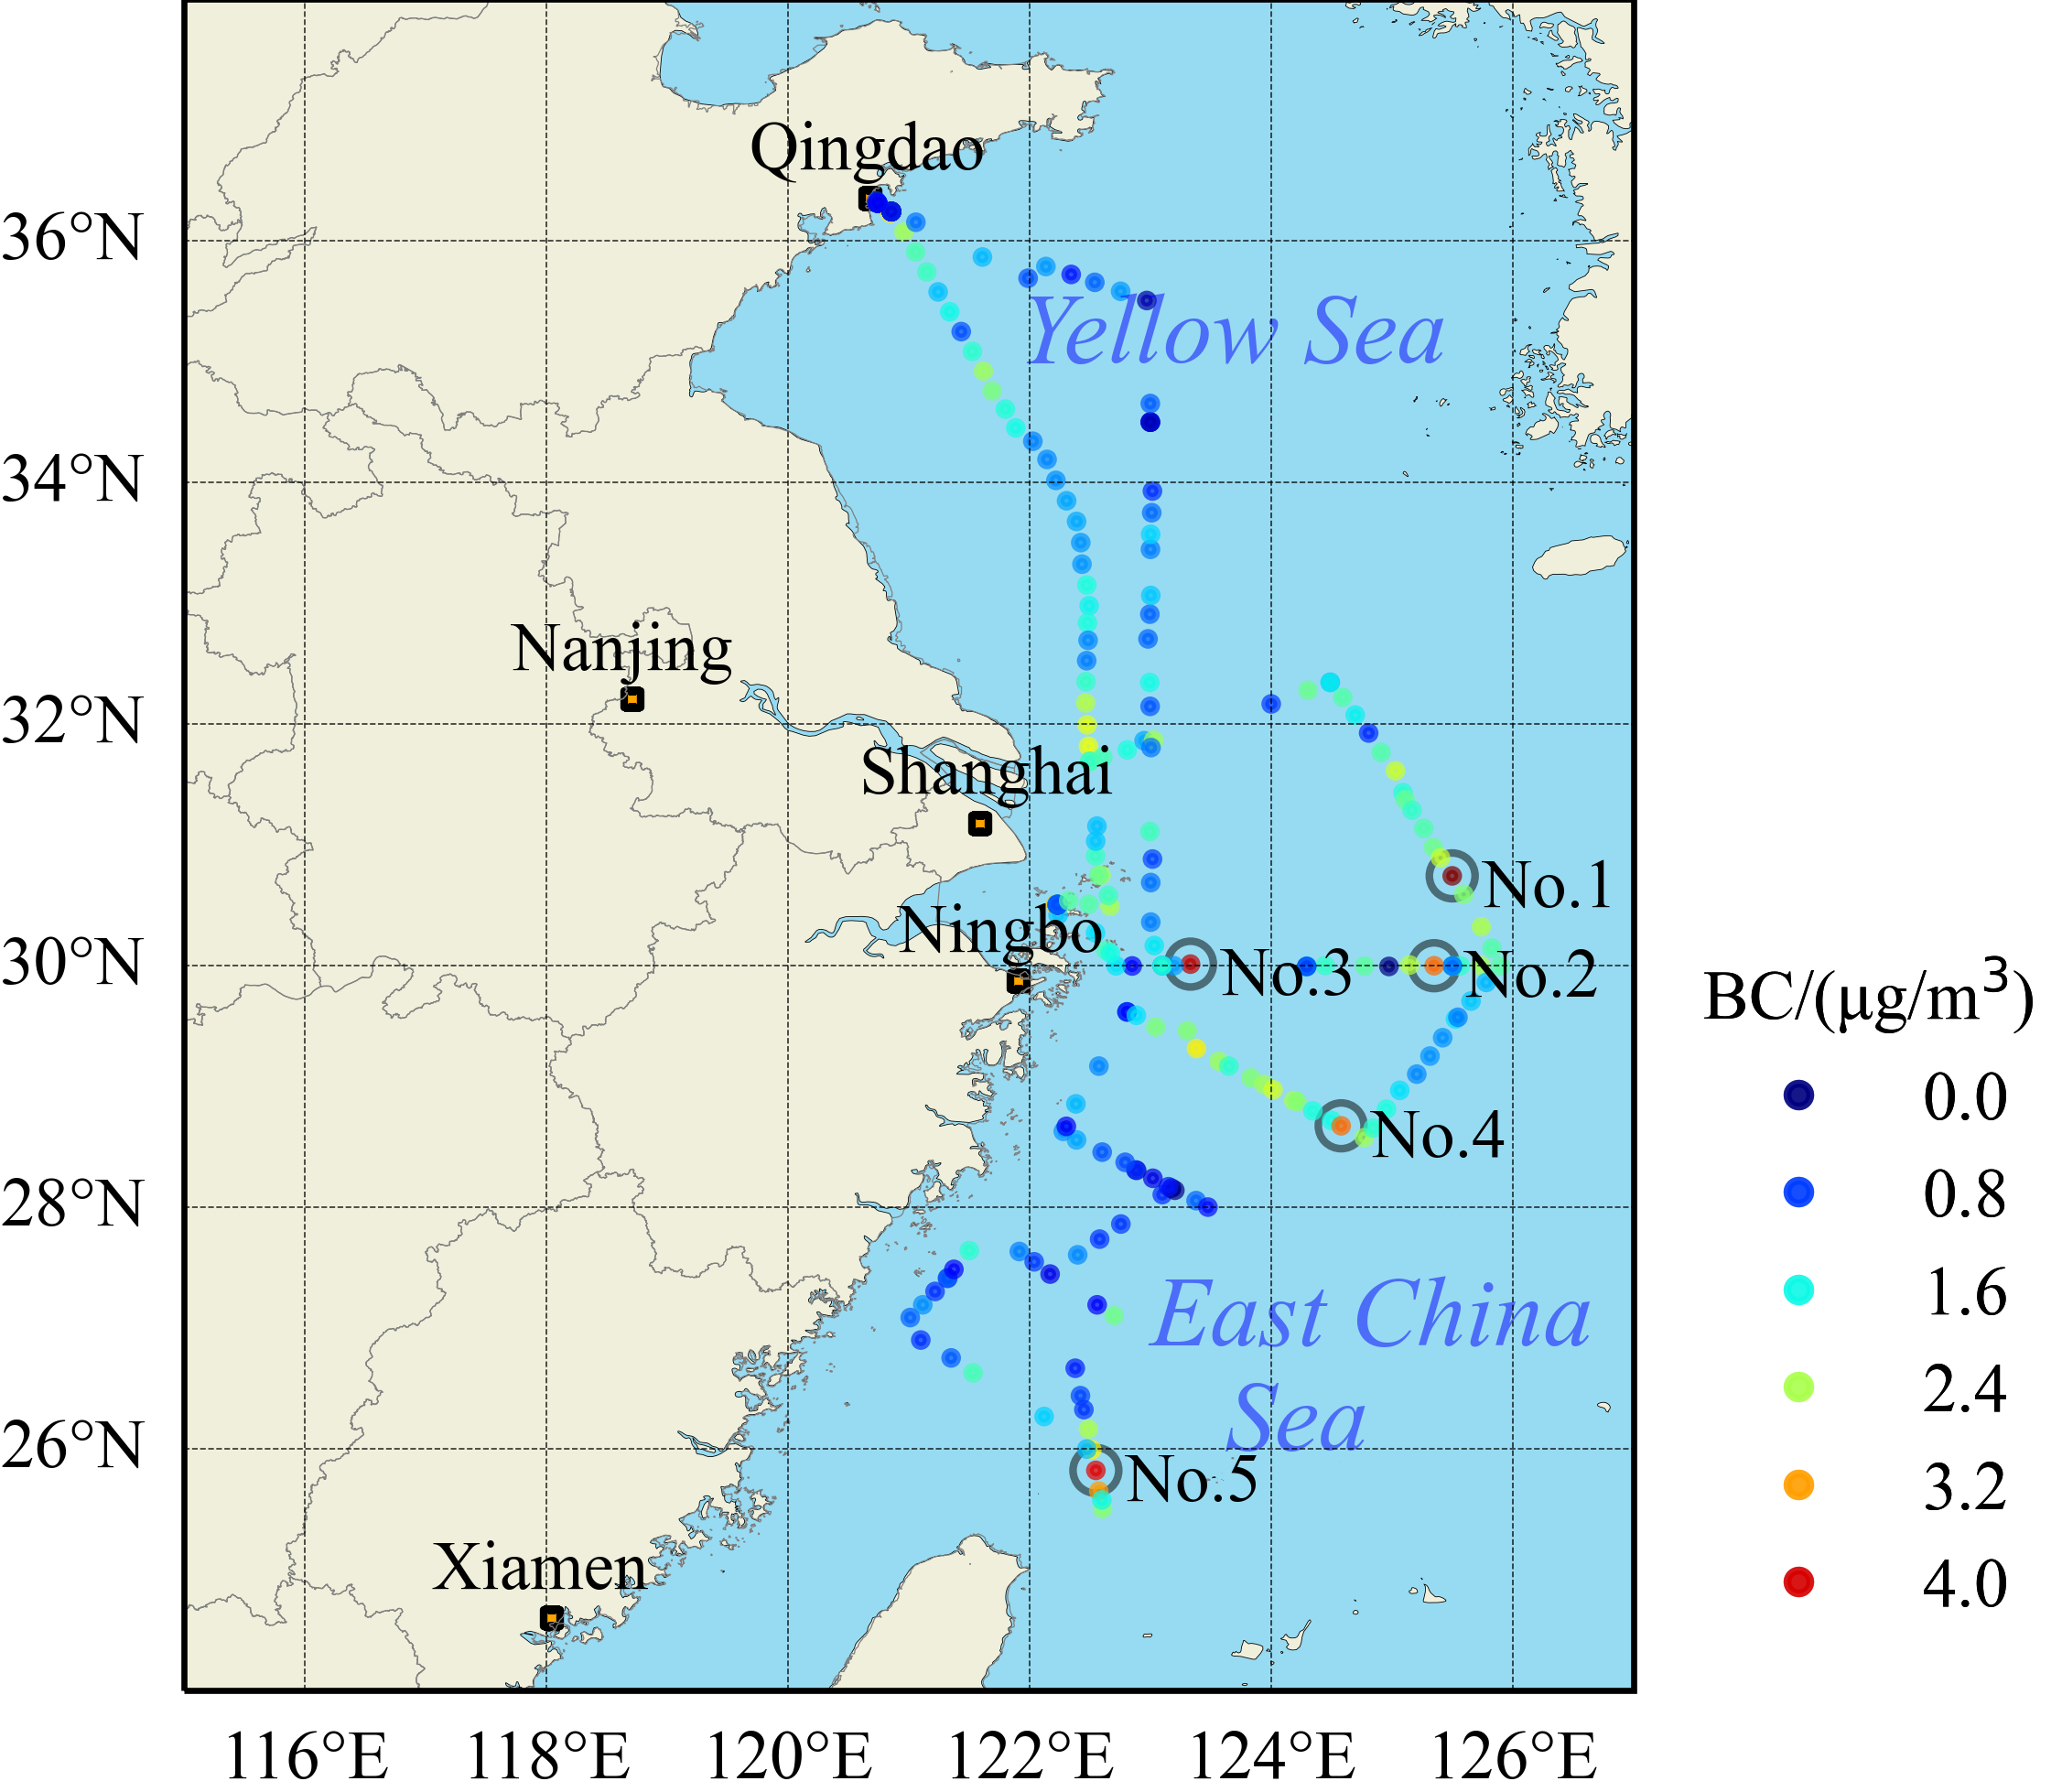 Qingdao
36°N
Yellow Sea
34°N
Nanjing
32°N
Shanghai
No.1
Ningbo
30°N
No.3
No.2
BC/(μg/m³)
0.0
No.4
0.8
28°N
1.6
East China
Sea
2.4
26°N
No.5
3.2
Xiamen
4.0
116°E 118°E 120°E 122°E 124°E 126°E